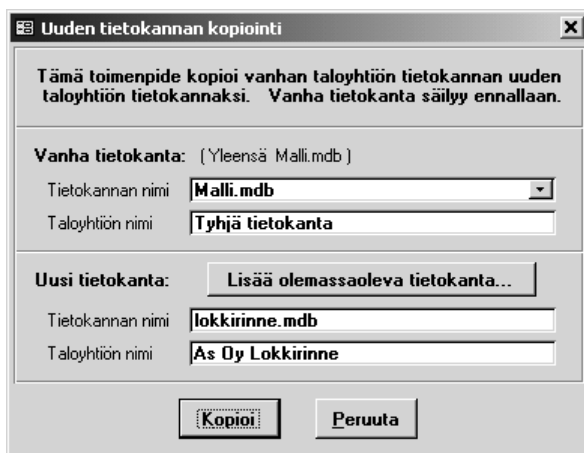 Uuden tietokannan kopiointi
Tämä toimenpide kopioi vanhan taloyhtiön tietokannan uuden
taloyhtiön tietokannaksi. Vanha tietokanta säilyy ennallaan.
Vanha tietokanta: (Yleensä Malli.mdb)
Tietokannan nimi Malli.mdb
Taloyhtiön nimi Tyhjä tietokanta
Uusi tietokanta: Lisää olemassaoleva tietokanta...
Tietokannan nimi lokkirinne.mdb
Taloyhtiön nimi As Oy Lokkirinne
Kopioi Peruuta